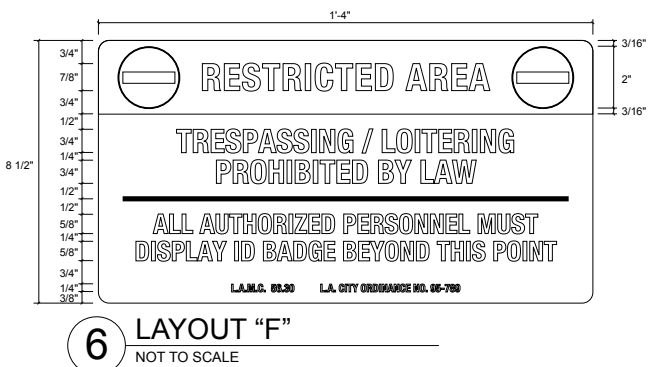 1'-4"
8 1/2"
3/4"
7/8"
3/4"
1/2"
3/4"
1/4"
3/4"
1/2"
1/2"
5/8"
1/4"
5/8"
3/4"
1/4"
3/8"
3/16"
2"
3/16"
RESTRICTED AREA
TRESPASSING / LOITERING
PROHIBITED BY LAW
ALL AUTHORIZED PERSONNEL MUST
DISPLAY ID BADGE BEYOND THIS POINT
L.A.M.C. 56.30 L.A. CITY ORDINANCE NO. 95-769
6 LAYOUT “F”
NOT TO SCALE